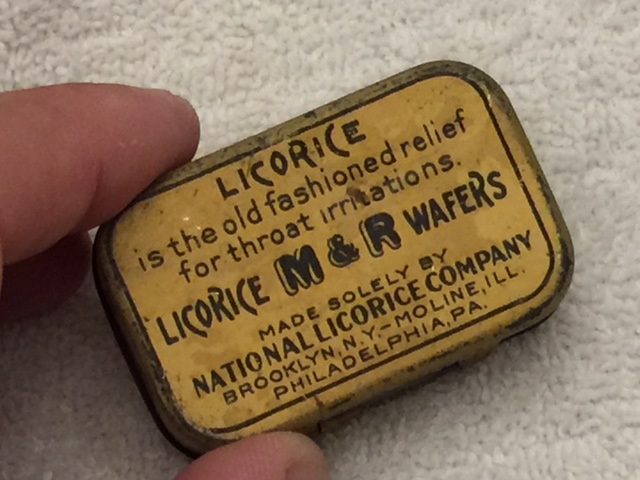 LICORICE
is the old fashioned relief
for throat irritations.
LICORICE M & R WAFERS
MADE SOLELY BY
NATIONAL LICORICE COMPANY
BROOKLYN, N.Y.-MOLINE, ILL.
PHILADELPHIA, PA.